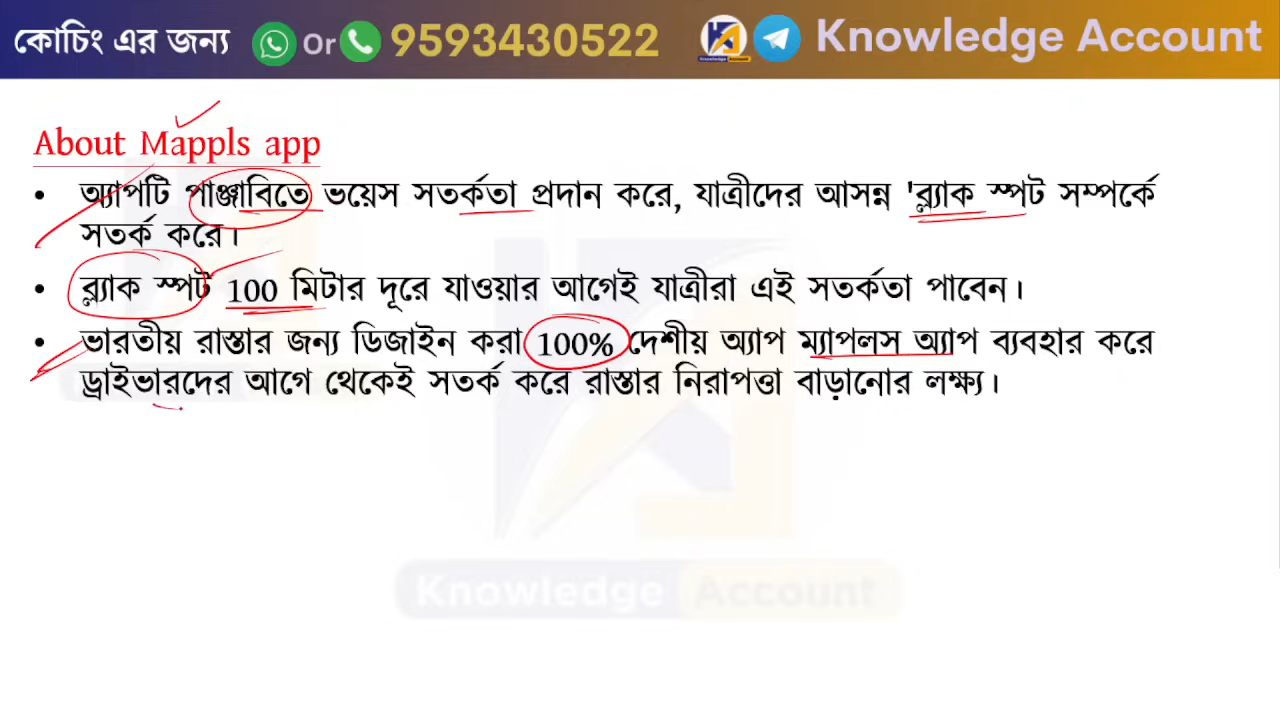 কোচিং এর জন্য Or 9593430522 Knowledge Account
About Mappls app
• অ্যাপটি পাঞ্জাবিতে ভয়েস সতর্কতা প্রদান করে, যাত্রীদের আসন্ন 'ব্ল্যাক স্পট সম্পর্কে
সতর্ক করে।
• ব্ল্যাক স্পট 100 মিটার দূরে যাওয়ার আগেই যাত্রীরা এই সতর্কতা পাবেন।
• ভারতীয় রাস্তার জন্য ডিজাইন করা 100% দেশীয় অ্যাপ ম্যাপলস অ্যাপ ব্যবহার করে
ড্রাইভারদের আগে থেকেই সতর্ক করে রাস্তার নিরাপত্তা বাড়ানোর লক্ষ্য।
Knowledge Account